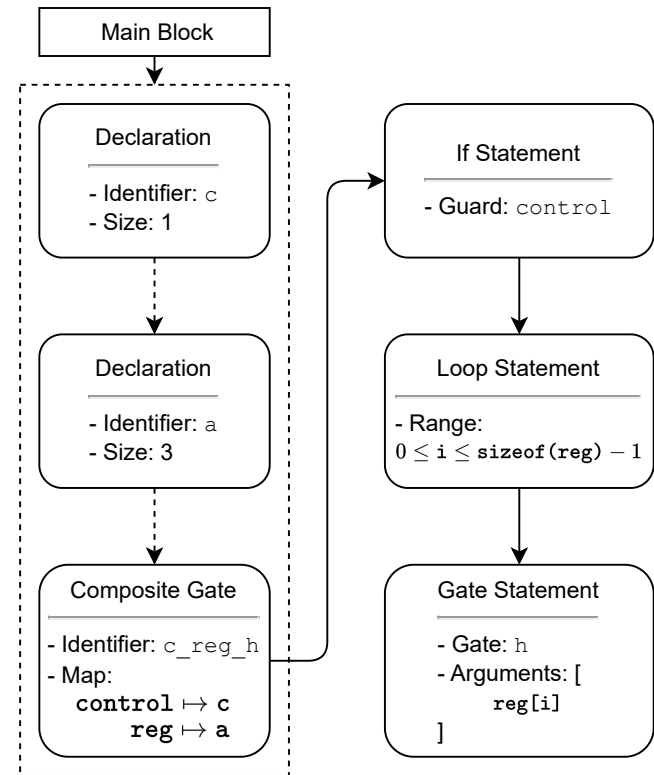 Main Block
Declaration
- Identifier: c
- Size: 1
Declaration
- Identifier: a
- Size: 3
Composite Gate
- Identifier: c_reg_h
- Map:
control ↦ c
reg ↦ a
If Statement
- Guard: control
Loop Statement
- Range:
0 ≤ i ≤ sizeof(reg) − 1
Gate Statement
- Gate: h
- Arguments: [
reg[i]
]